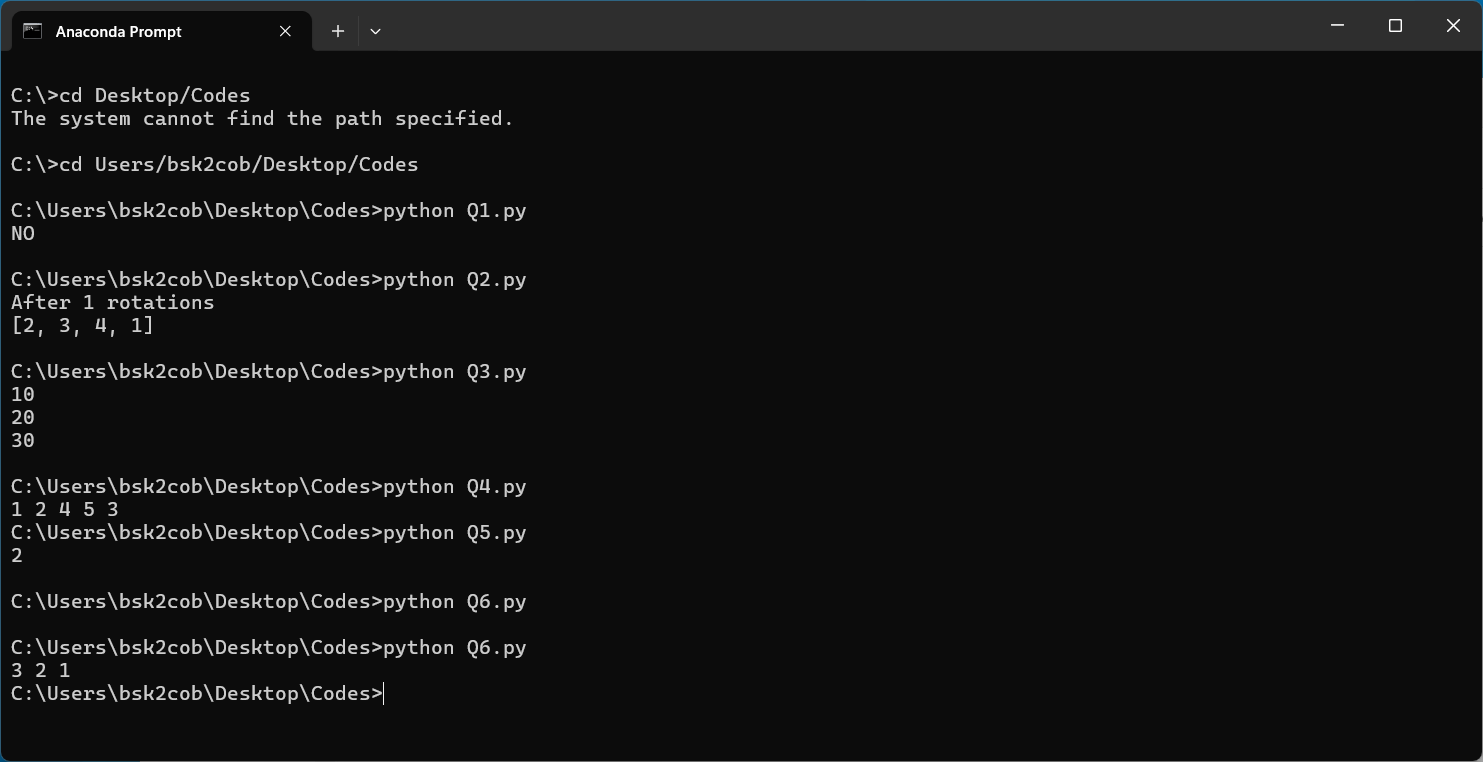 Anaconda Prompt
C:\>cd Desktop/Codes
The system cannot find the path specified.
C:\>cd Users/bsk2cob/Desktop/Codes
C:\Users\bsk2cob\Desktop\Codes>python Q1.py
NO
C:\Users\bsk2cob\Desktop\Codes>python Q2.py
After 1 rotations
[2, 3, 4, 1]
C:\Users\bsk2cob\Desktop\Codes>python Q3.py
10
20
30
C:\Users\bsk2cob\Desktop\Codes>python Q4.py
1 2 4 5 3
C:\Users\bsk2cob\Desktop\Codes>python Q5.py
2
C:\Users\bsk2cob\Desktop\Codes>python Q6.py
C:\Users\bsk2cob\Desktop\Codes>python Q6.py
3 2 1
C:\Users\bsk2cob\Desktop\Codes>